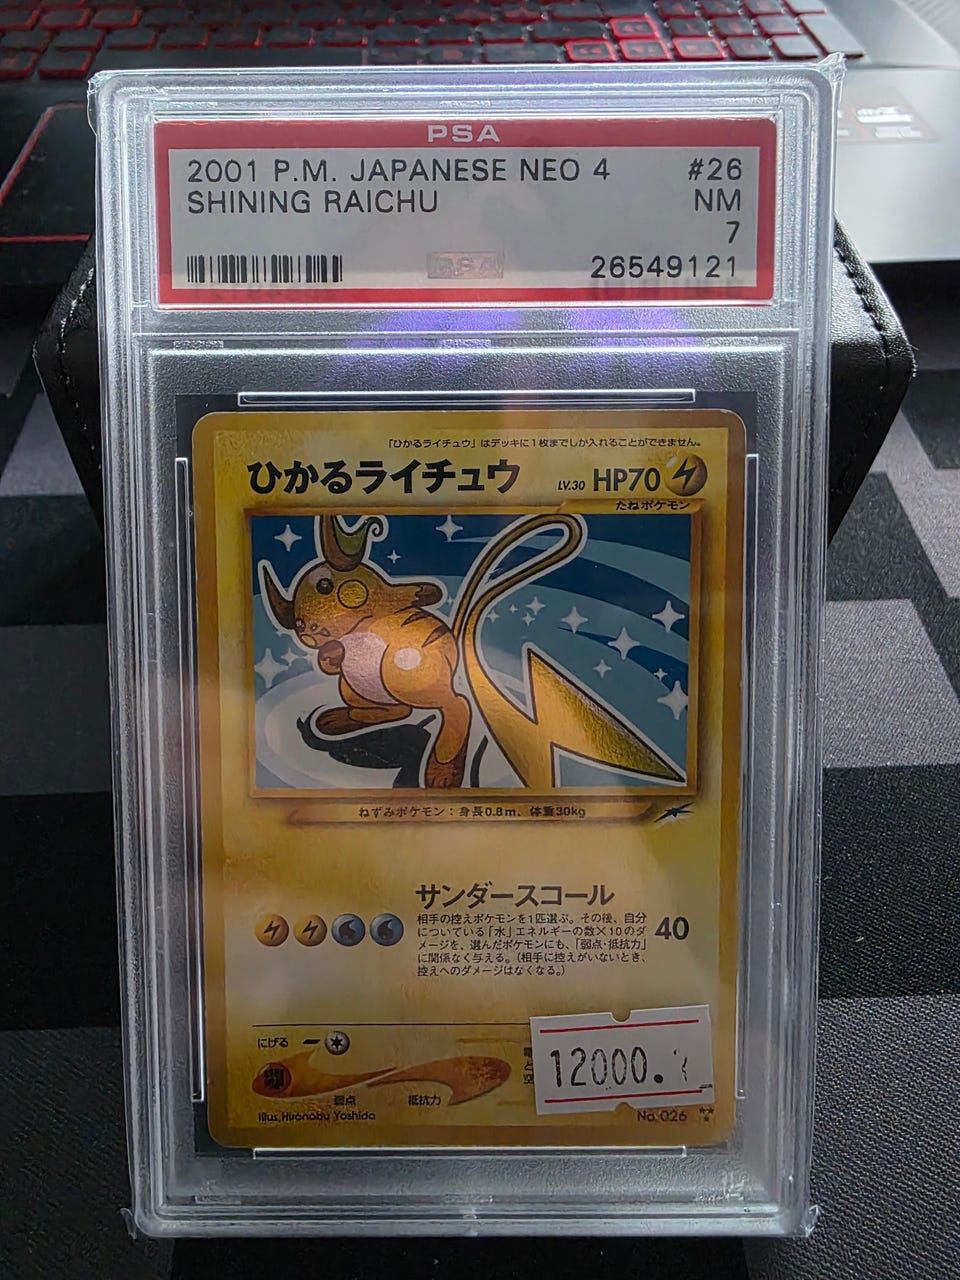 PSA
2001 P.M. JAPANESE NEO 4 #26
SHINING RAICHU NM
7
26549121
PSA
「ひかるライチュウ」はデッキに1枚までしか入れることができません。
ひかるライチュウ LV.30 HP70
たねポケモン
ねずみポケモン：身長0.8m、体重30kg
サンダースコール
相手の控えポケモンを1匹選ぶ。その後、自分
についている「水」エネルギーの数×10のダ
メージを、選んだポケモンにも、「弱点・抵抗力」
に関係なく与える。（相手に控えがいないとき、
控えへのダメージはなくなる。）
40
にげる
弱点 抵抗力
12000.
Illus. Hironobu Yoshida No. 026